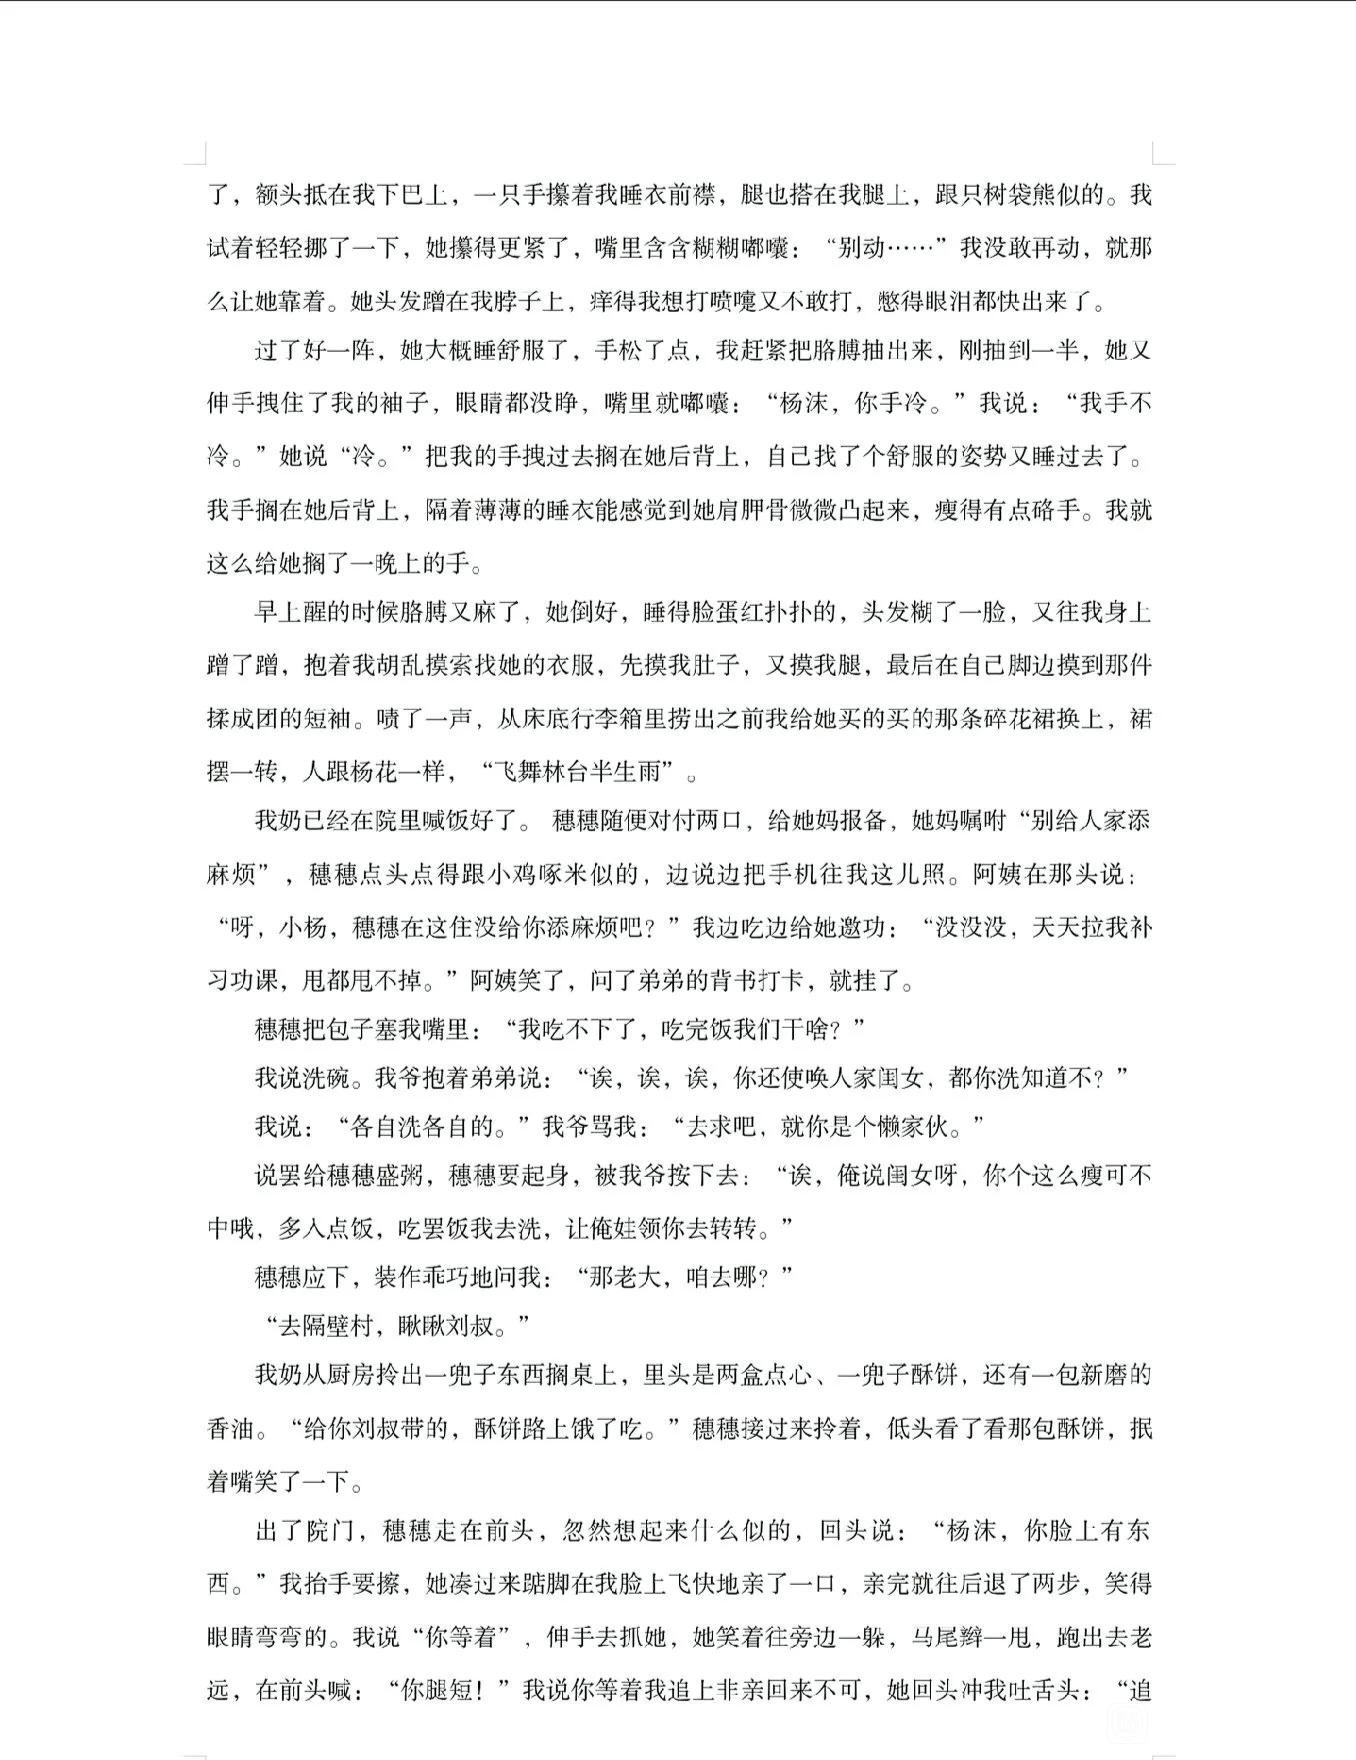 了，额头抵在我下巴上，一只手攥着我睡衣前襟，腿也搭在我腿上，跟只树袋熊似的。我
试着轻轻挪了一下，她攥得更紧了，嘴里含含糊糊嘟囔：“别动……”我没敢再动，就那
么让她靠着。她头发蹭在我脖子上，痒得我想打喷嚏又不敢打，憋得眼泪都快出来了。
过了好一阵，她大概睡舒服了，手松了点，我赶紧把胳膊抽出来，刚抽到一半，她又
伸手拽住了我的袖子，眼睛都没睁，嘴里就嘟囔：“杨沫，你手冷。”我说：“我手不
冷。”她说“冷。”把我的手拽过去搁在她后背上，自己找了个舒服的姿势又睡过去了。
我手搁在她后背上，隔着薄薄的睡衣能感觉到她肩胛骨微微凸起来，瘦得有点硌手。我就
这么给她搁了一晚上的手。
早上醒的时候胳膊又麻了，她倒好，睡得脸蛋红扑扑的，头发糊了一脸，又往我身上
蹭了蹭，抱着我胡乱摸索找她的衣服，先摸我肚子，又摸我腿，最后在自己脚边摸到那件
揉成团的短袖。啧了一声，从床底行李箱里捞出之前我给她买的买的那条碎花裙换上，裙
摆一转，人跟杨花一样，“飞舞林台半生雨”。
我奶已经在院里喊饭好了。 穗穗随便对付两口，给她妈报备，她妈嘱咐“别给人家添
麻烦”，穗穗点头点得跟小鸡啄米似的，边说边把手机往我这儿照。阿姨在那头说：
“呀，小杨，穗穗在这住没给你添麻烦吧？”我边吃边给她邀功：“没没没，天天拉我补
习功课，甩都甩不掉。”阿姨笑了，问了弟弟的背书打卡，就挂了。
穗穗把包子塞我嘴里：“我吃不下了，吃完饭我们干啥？”
我说洗碗。我爷抱着弟弟说：“诶，诶，诶，你还使唤人家闺女，都你洗知道不？”
我说：“各自洗各自的。”我爷骂我：“去求吧，就你是个懒家伙。”
说罢给穗穗盛粥，穗穗要起身，被我爷按下去：“诶，俺说闺女呀，你个这么瘦可不
中哦，多入点饭，吃罢饭我去洗，让俺娃领你去转转。”
穗穗应下，装作乖巧地问我：“那老大，咱去哪？”
“去隔壁村，瞅瞅刘叔。”
我奶从厨房拎出一兜子东西搁桌上，里头是两盒点心、一兜子酥饼，还有一包新磨的
香油。“给你刘叔带的，酥饼路上饿了吃。”穗穗接过来拎着，低头看了看那包酥饼，抿
着嘴笑了一下。
出了院门，穗穗走在前头，忽然想起来什么似的，回头说：“杨沫，你脸上有东
西。”我抬手要擦，她凑过来踮脚在我脸上飞快地亲了一口，亲完就往后退了两步，笑得
眼睛弯弯的。我说“你等着”，伸手去抓她，她笑着往旁边一躲，马尾辫一甩，跑出去老
远，在前头喊：“你腿短！”我说你等着我追上非亲回来不可，她回头冲我吐舌头：“追